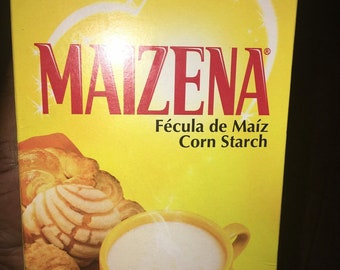 MAIZENA®
Fécula de Maíz
Corn Starch